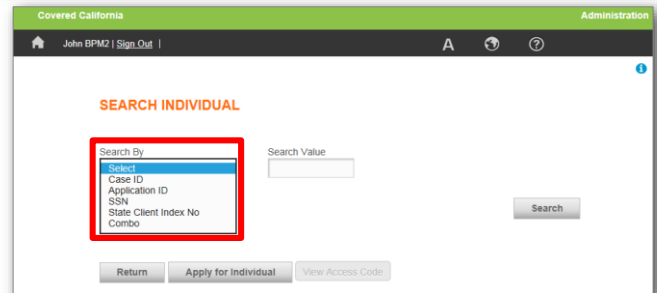 Covered California Administration
John BPM2 | Sign Out |
A ?
i
SEARCH INDIVIDUAL
Search By Search Value
Select
Case ID
Application ID
SSN
State Client Index No
Combo
Search
Return Apply for Individual View Access Code